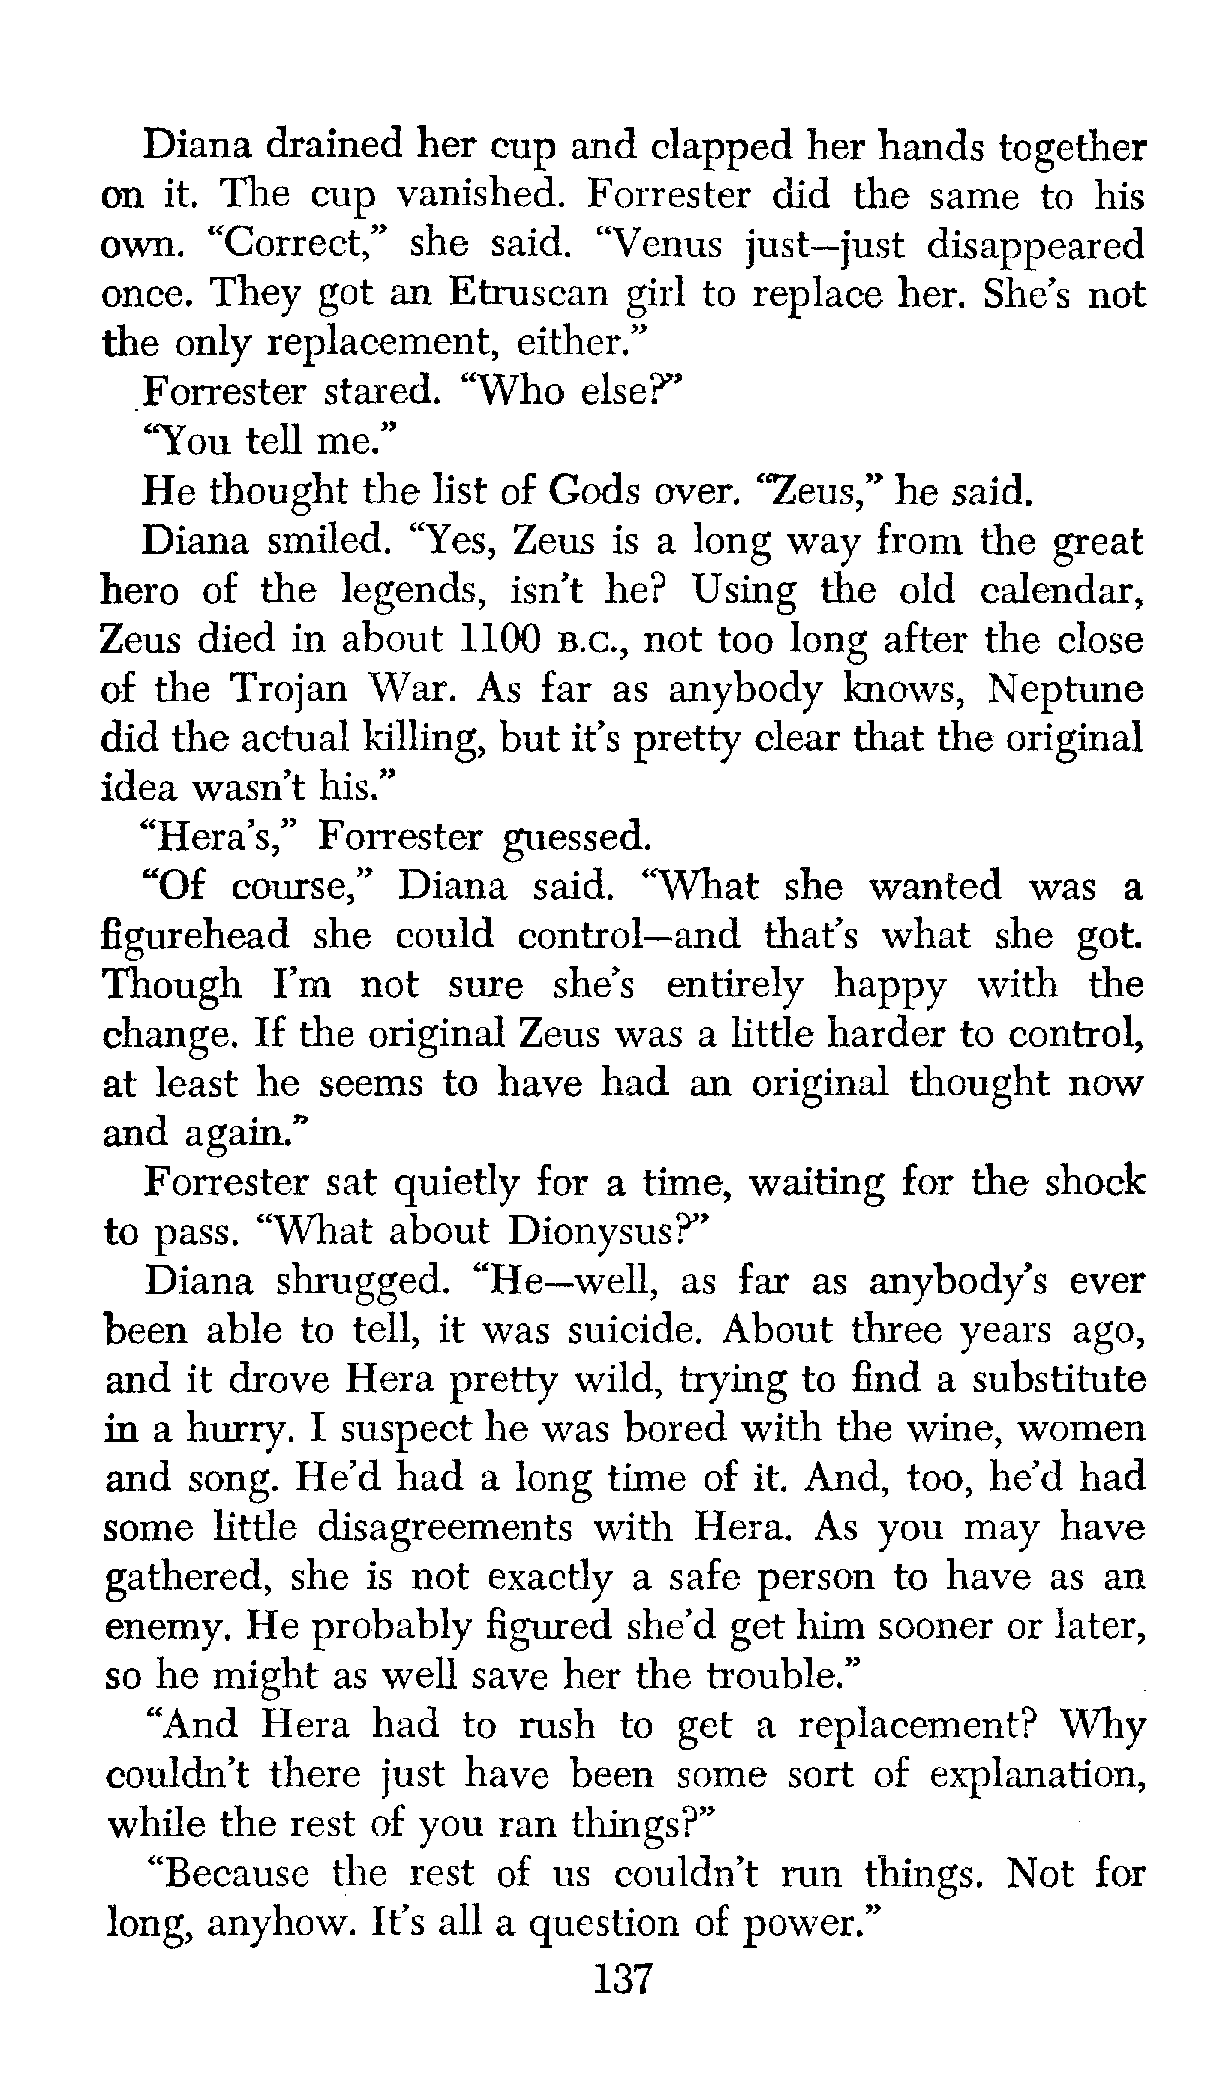 Diana drained her cup and clapped her hands together
on it. The cup vanished. Forrester did the same to his
own. “Correct,” she said. “Venus just—just disappeared
once. They got an Etruscan girl to replace her. She’s not
the only replacement, either.”
Forrester stared. “Who else?”
“You tell me.”
He thought the list of Gods over. “Zeus,” he said.
Diana smiled. “Yes, Zeus is a long way from the great
hero of the legends, isn’t he? Using the old calendar,
Zeus died in about 1100 B.C., not too long after the close
of the Trojan War. As far as anybody knows, Neptune
did the actual killing, but it’s pretty clear that the original
idea wasn’t his.”
“Hera’s,” Forrester guessed.
“Of course,” Diana said. “What she wanted was a
figurehead she could control—and that’s what she got.
Though I’m not sure she’s entirely happy with the
change. If the original Zeus was a little harder to control,
at least he seems to have had an original thought now
and again.”
Forrester sat quietly for a time, waiting for the shock
to pass. “What about Dionysus?”
Diana shrugged. “He—well, as far as anybody’s ever
been able to tell, it was suicide. About three years ago,
and it drove Hera pretty wild, trying to find a substitute
in a hurry. I suspect he was bored with the wine, women
and song. He’d had a long time of it. And, too, he’d had
some little disagreements with Hera. As you may have
gathered, she is not exactly a safe person to have as an
enemy. He probably figured she’d get him sooner or later,
so he might as well save her the trouble.”
“And Hera had to rush to get a replacement? Why
couldn’t there just have been some sort of explanation,
while the rest of you ran things?”
“Because the rest of us couldn’t run things. Not for
long, anyhow. It’s all a question of power.”
137